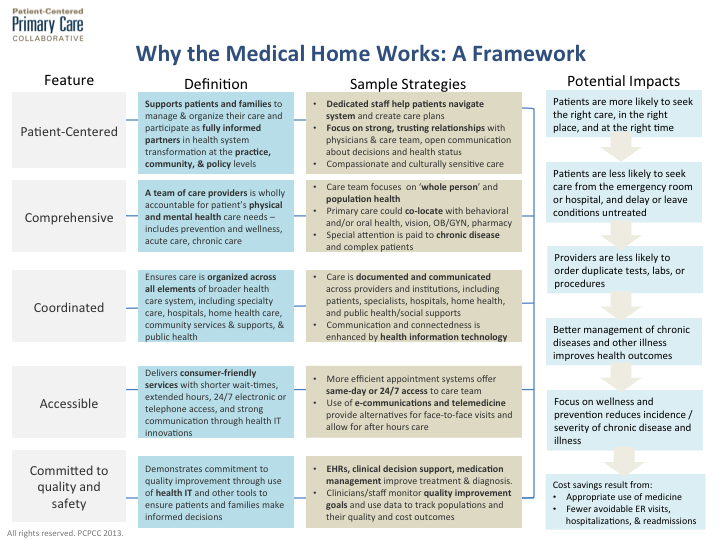 Patient-Centered
Primary Care
COLLABORATIVE
Why the Medical Home Works: A Framework
Feature
Definition
Sample Strategies
Potential Impacts
Patient-Centered
Supports patients and families to
manage & organize their care and
participate as fully informed
partners in health system
transformation at the practice,
community, & policy levels
• Dedicated staff help patients navigate
system and create care plans
• Focus on strong, trusting relationships with
physicians & care team, open communication
about decisions and health status
• Compassionate and culturally sensitive care
Comprehensive
A team of care providers is wholly
accountable for patient's physical
and mental health care needs –
includes prevention and wellness,
acute care, chronic care
• Care team focuses on 'whole person' and
population health
• Primary care could co-locate with behavioral
and/or oral health, vision, OB/GYN, pharmacy
• Special attention is paid to chronic disease
and complex patients
Coordinated
Ensures care is organized across
all elements of broader health
care system, including specialty
care, hospitals, home health care,
community services & supports, &
public health
• Care is documented and communicated
across providers and institutions, including
patients, specialists, hospitals, home health,
and public health/social supports
• Communication and connectedness is
enhanced by health information technology
Accessible
Delivers consumer-friendly
services with shorter wait-times,
extended hours, 24/7 electronic or
telephone access, and strong
communication through health IT
innovations
• More efficient appointment systems offer
same-day or 24/7 access to care team
• Use of e-communications and telemedicine
provide alternatives for face-to-face visits and
allow for after hours care
Committed to
quality and
safety
Demonstrates commitment to
quality improvement through use
of health IT and other tools to
ensure patients and families make
informed decisions
• EHRs, clinical decision support, medication
management improve treatment & diagnosis.
• Clinicians/staff monitor quality improvement
goals and use data to track populations and
their quality and cost outcomes
Patients are more likely to seek
the right care, in the right
place, and at the right time
Patients are less likely to seek
care from the emergency room
or hospital, and delay or leave
conditions untreated
Providers are less likely to
order duplicate tests, labs, or
procedures
Better management of chronic
diseases and other illness
improves health outcomes
Focus on wellness and
prevention reduces incidence /
severity of chronic disease and
illness
Cost savings result from:
• Appropriate use of medicine
• Fewer avoidable ER visits,
hospitalizations, & readmissions
All rights reserved. PCPCC 2013.